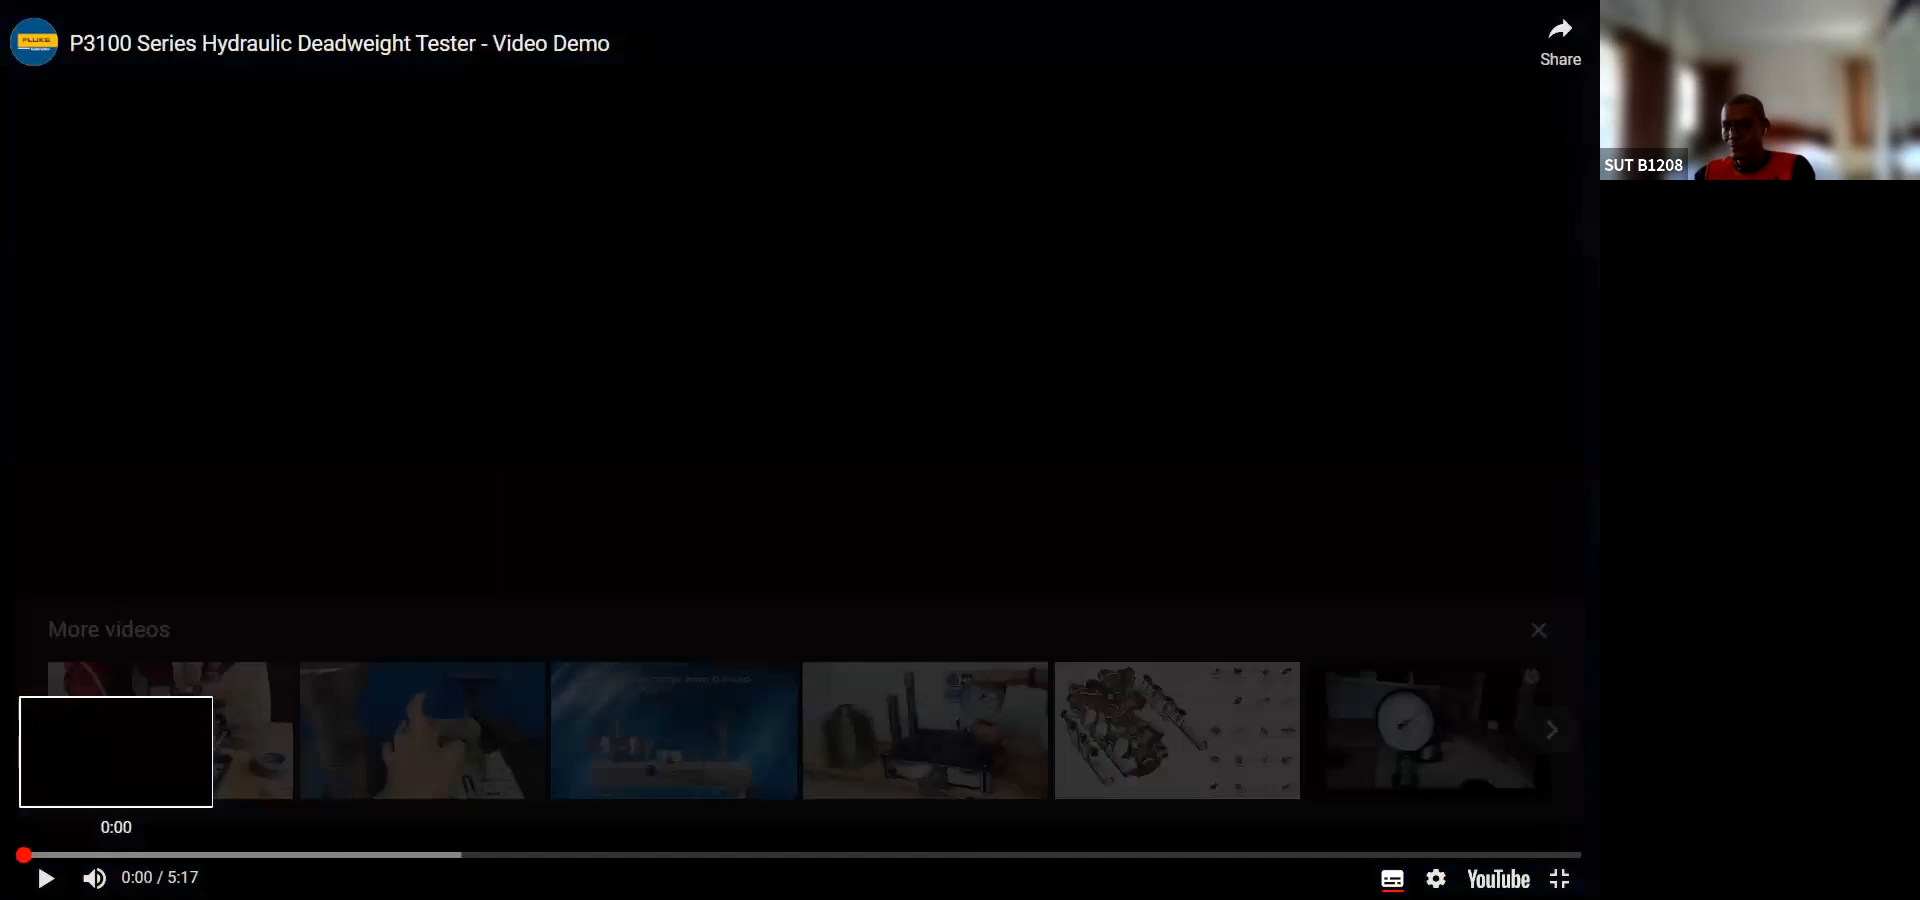 FLUKE
P3100 Series Hydraulic Deadweight Tester - Video Demo
Share
SUT B1208
More videos
0:00
0:00 / 5:17
YouTube